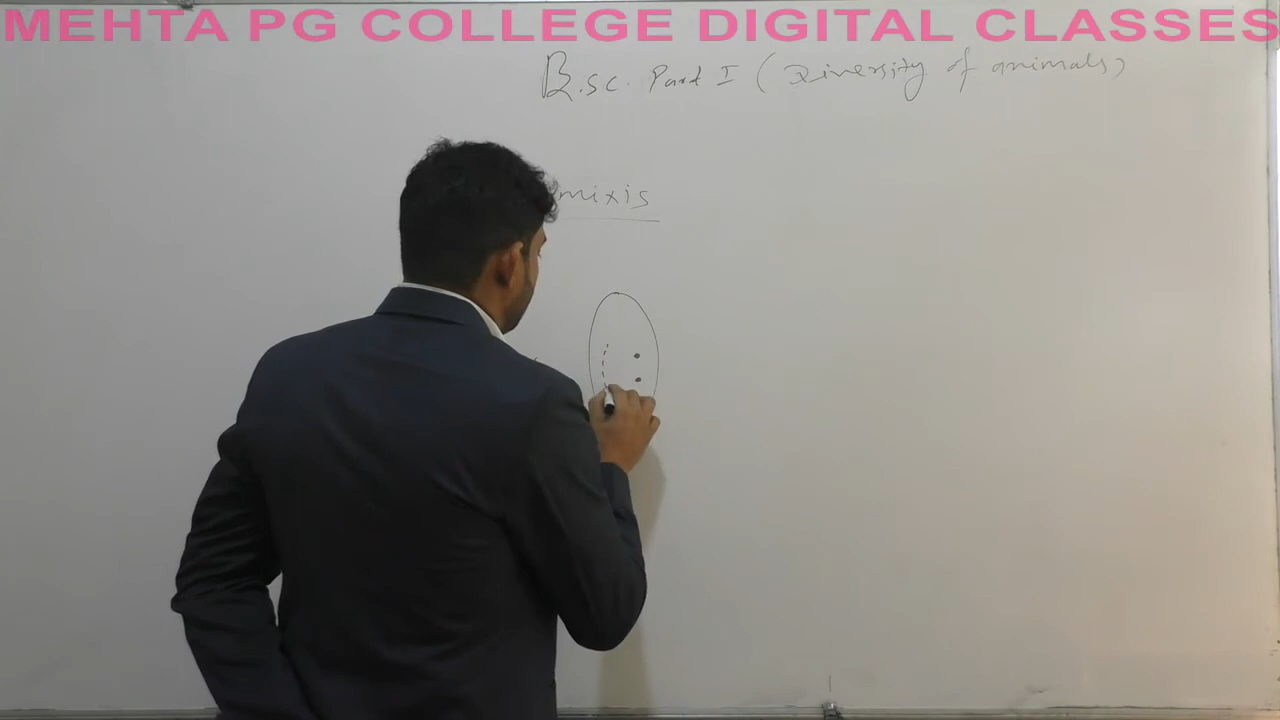 MEHTA PG COLLEGE DIGITAL CLASSES
B.sc. Part I (Diversity of animals)
mixis